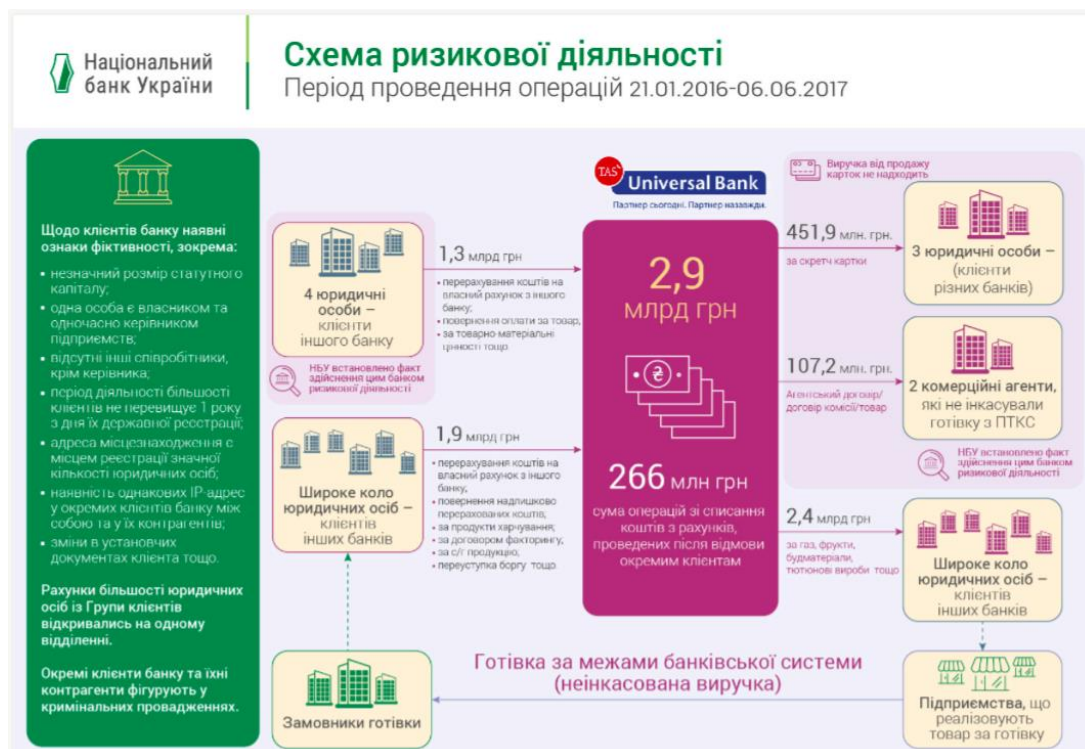 Національний
банк України
Схема ризикової діяльності
Період проведення операцій 21.01.2016-06.06.2017
Щодо клієнтів банку наявні
ознаки фіктивності, зокрема:
• незначний розмір статутного
капіталу;
• одна особа є власником та
одночасно керівником
підприємств;
• відсутні інші співробітники,
крім керівника;
• період діяльності більшості
клієнтів не перевищує 1 року
з дня їх державної реєстрації;
• адреса місцезнаходження є
місцем реєстрації значної
кількості юридичних осіб;
• наявність однакових IP-адрес
у окремих клієнтів банку між
собою та у їх контрагентів;
• зміни в установчих
документах клієнта тощо.
Рахунки більшості юридичних
осіб із Групи клієнтів
відкривались на одному
відділенні.
Окремі клієнти банку та їхні
контрагенти фігурують у
кримінальних провадженнях.
4 юридичні
особи –
клієнти
іншого банку
НБУ встановлено факт
здійснення цим банком
ризикової діяльності
1,3 млрд грн
• перерахування коштів на
власний рахунок з іншого
банку;
• повернення оплати за товар,
• за товарно матеріальні
цінності тощо
Широке коло
юридичних осіб –
клієнтів
інших банків
1,9 млрд грн
• перерахування коштів на
власний рахунок з іншого
банку;
• повернення надлишково
перерахованих коштів,
• за продукти харчування;
• за договором факторингу,
• за с/г продукцію,
• переуступка боргу тощо.
Замовники готівки
TAS
Universal Bank
Партнер сьогодні. Партнер назавжди.
2,9
млрд грн
₴
266 млн грн
сума операцій зі списання
коштів з рахунків,
проведених після відмови
окремим клієнтам
Виручка від продажу
карток не надходить
451,9 млн. грн.
за скретч картки
3 юридичні особи –
(клієнти
різних банків)
107,2 млн. грн.
Агентський договір/
договір комісії/товар
2 комерційні агенти,
які не інкасували
готівку з ПТКС
НБУ встановлено факт
здійснення цим банком
ризикової діяльності
2,4 млрд грн
за газ, фрукти,
будматеріали,
тютюнові вироби тощо
Широке коло
юридичних осіб –
клієнтів
інших банків
Готівка за межами банківської системи
(неінкасована виручка)
Підприємства, що
реалізовують
товар за готівку